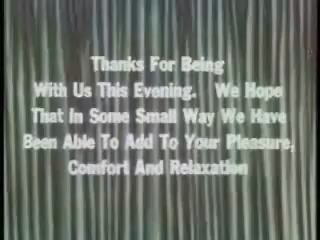 Thanks For Being
With Us This Evening. We Hope
That In Some Small Way We Have
Been Able To Add To Your Pleasure,
Comfort And Relaxation